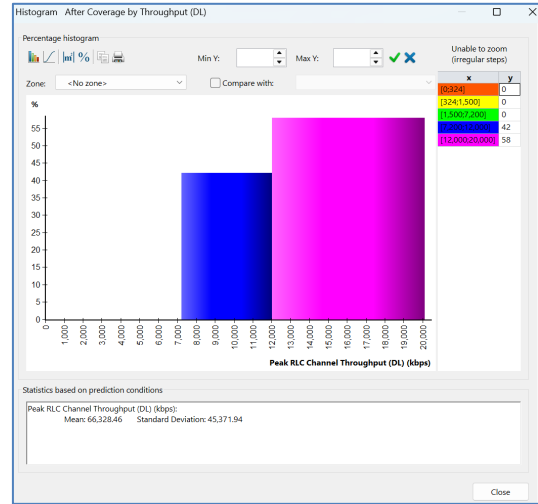 Histogram After Coverage by Throughput (DL)
Percentage histogram
Min Y:
Max Y:
Unable to zoom
(irregular steps)
Zone: <No zone>
Compare with:
x y
[0;324] 0
[324;1,500] 0
[1,500;7,200] 0
42
[12,000;20,000] 58
%
55
50
45
40
35
30
25
20
15
10
5
0
0 1,000 2,000 3,000 4,000 5,000 6,000 7,000 8,000 9,000 10,000 11,000 12,000 13,000 14,000 15,000 16,000 17,000 18,000 19,000 20,000
Peak RLC Channel Throughput (DL) (kbps)
Statistics based on prediction conditions
Peak RLC Channel Throughput (DL) (kbps):
Mean: 66,328.46 Standard Deviation: 45,371.94
Close